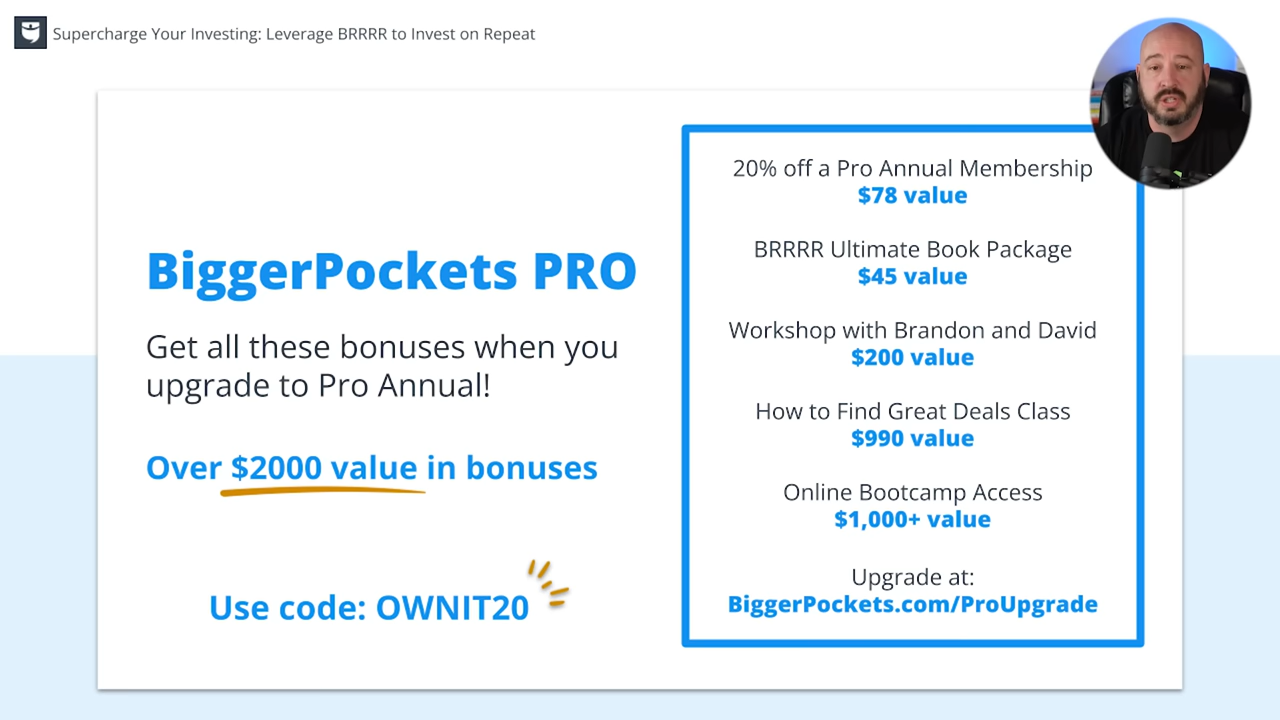 Supercharge Your Investing: Leverage BRRRR to Invest on Repeat
BiggerPockets PRO
Get all these bonuses when you
upgrade to Pro Annual!
Over $2000 value in bonuses
Use code: OWNIT20
20% off a Pro Annual Membership
$78 value
BRRRR Ultimate Book Package
$45 value
Workshop with Brandon and David
$200 value
How to Find Great Deals Class
$990 value
Online Bootcamp Access
$1,000+ value
Upgrade at:
BiggerPockets.com/ProUpgrade